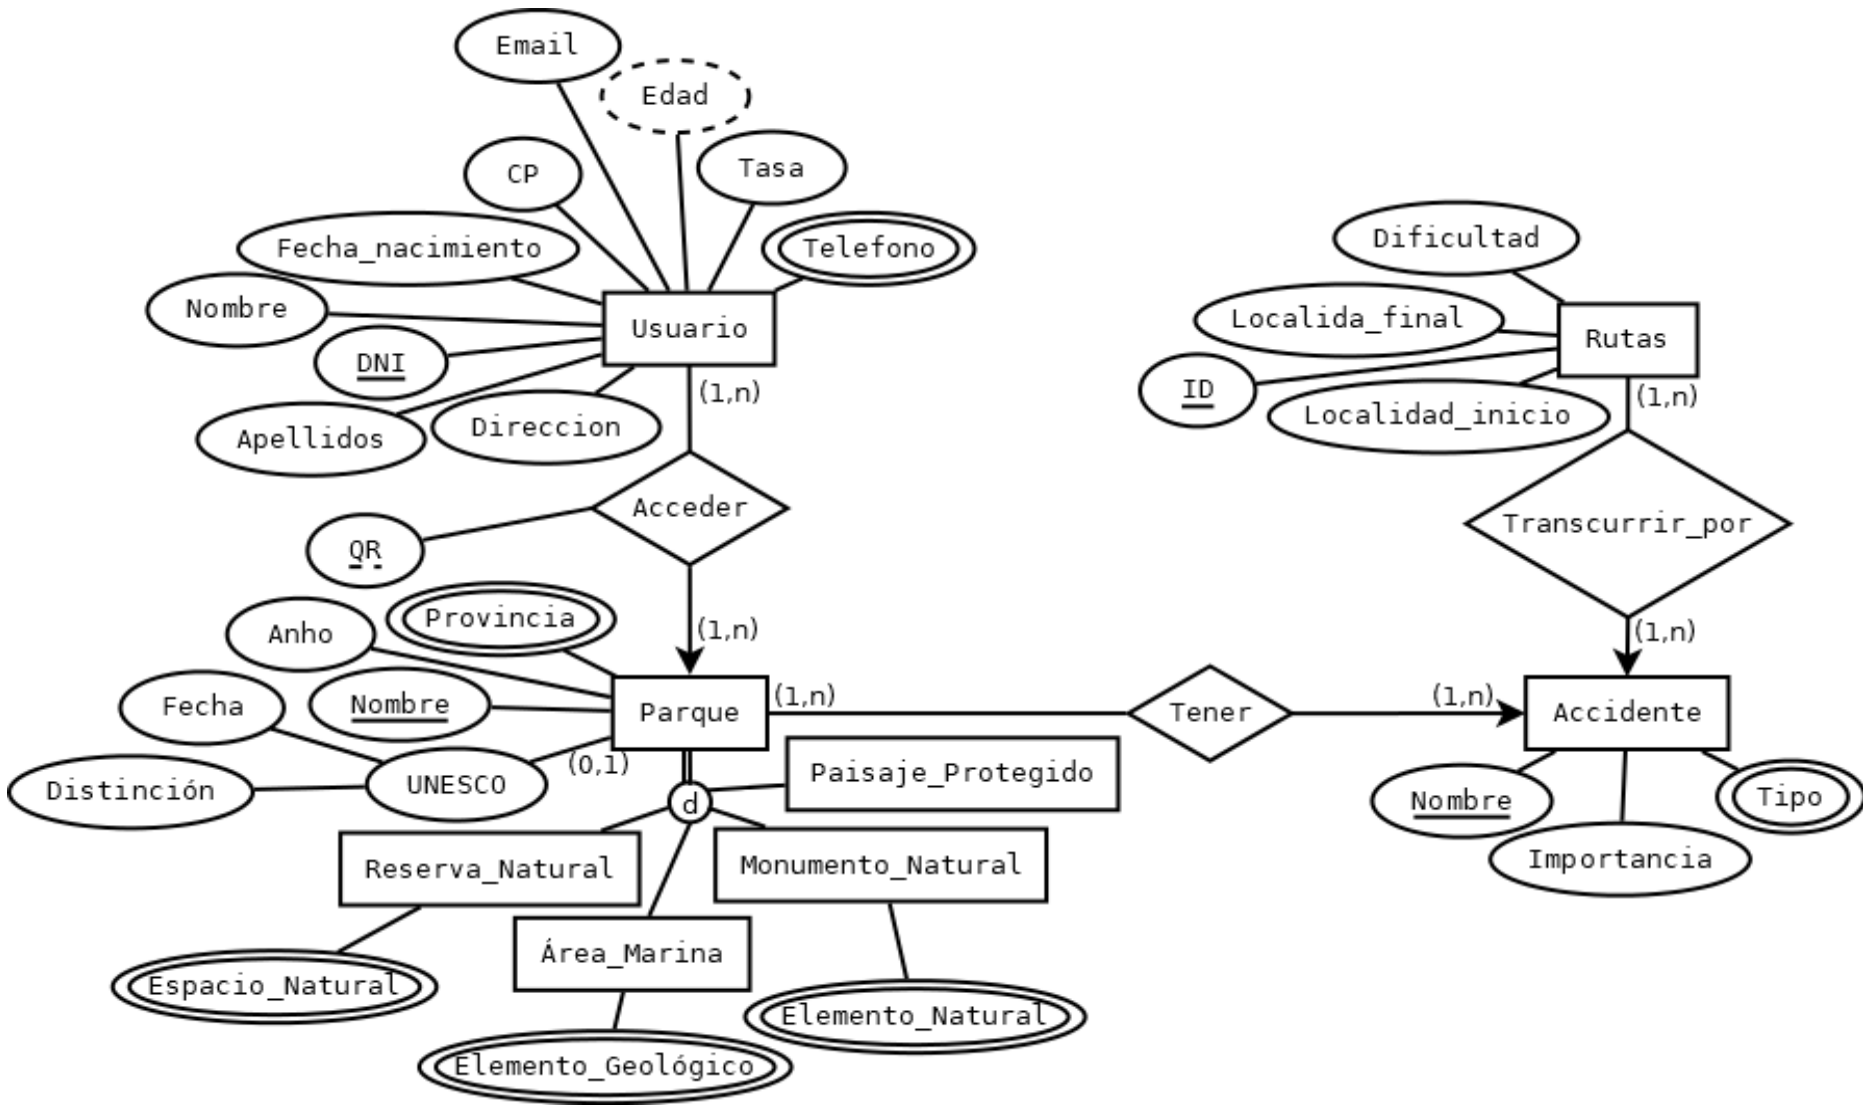 Email
Edad
CP
Tasa
Fecha_nacimiento
Telefono
Nombre
Usuario
DNI
Apellidos
Direccion
(1,n)
Acceder
QR
(1,n)
Dificultad
Localida_final
Rutas
ID
Localidad_inicio
(1,n)
Transcurrir_por
(1,n)
Provincia
Anho
Fecha
Nombre
Parque
(1,n)
Tener
(1,n)
Accidente
Distinción
UNESCO
(0,1)
d
Paisaje_Protegido
Nombre
Tipo
Importancia
Reserva_Natural
Monumento_Natural
Área_Marina
Espacio_Natural
Elemento_Natural
Elemento_Geológico